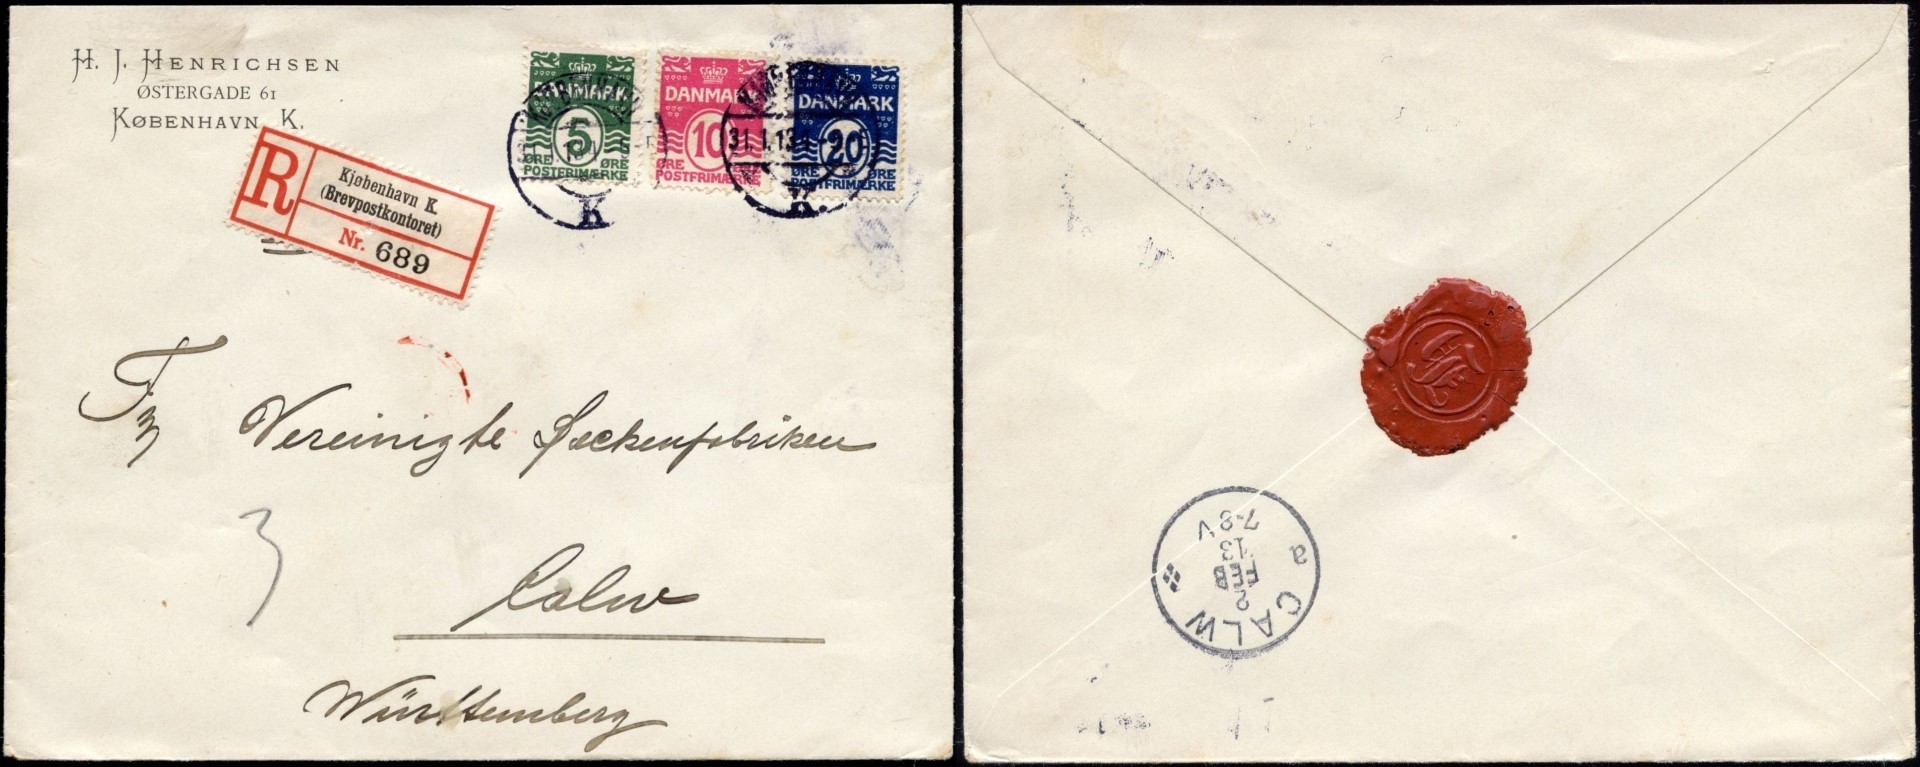 H. J. HENRICHSEN
ØSTERGADE 61
KØBENHAVN K.
R
Kjøbenhavn K.
(Brevpostkontoret)
Nr. 689
DANMARK
5
ØRE ØRE
POSTFRIMÆRKE
K
DANMARK
10
ØRE
POSTFRIMÆRKE
DANMARK
20
ØRE ØRE
POSTFRIMÆRKE
31.1.13
K.
Vereinigte Deckenfabriken
3
Calw
Württemberg
CALW
a
2
FEB
13
7-8 V